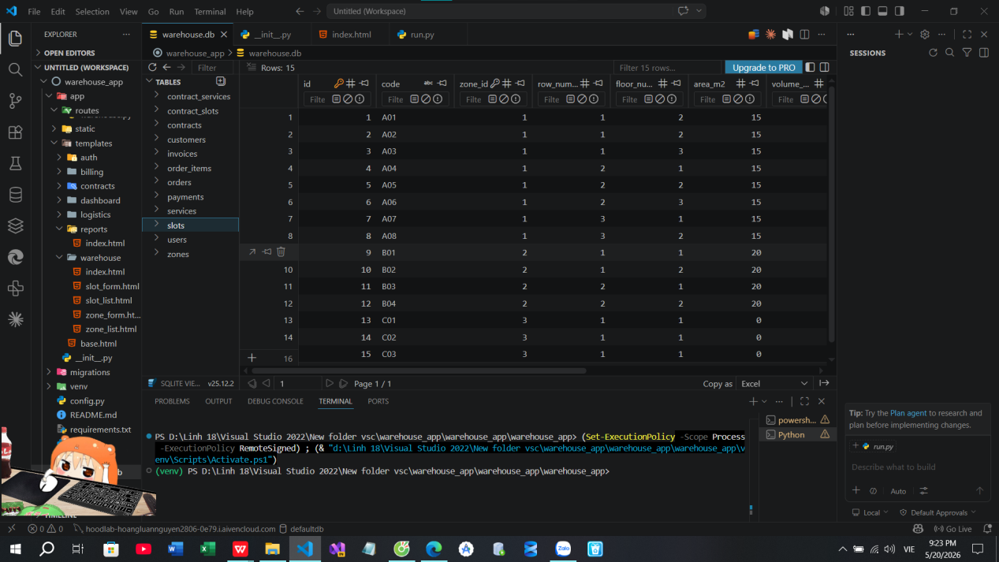 File Edit Selection View Go Run Terminal Help
Untitled (Workspace)
EXPLORER
OPEN EDITORS
UNTITLED (WORKSPACE)
warehouse_app
app
routes
static
templates
auth
billing
contracts
dashboard
logistics
reports
index.html
warehouse
index.html
slot_form.html
slot_list.html
zone_form.ht...
zone_list.html
base.html
__init__.py
migrations
venv
config.py
README.md
requirements.txt
warehouse.db
__init__.py
index.html
run.py
warehouse_app > warehouse.db
Filter
Rows: 15
Filter 15 rows...
Upgrade to PRO
TABLES
contract_services
contract_slots
contracts
customers
invoices
order_items
orders
payments
services
slots
users
zones
id code zone_id row_num... floor_nu... area_m2 volume_...
Filte Filte Filte Filte Filte Filte Filte
1 1 A01 1 1 2 15
2 2 A02 1 1 2 15
3 3 A03 1 1 3 15
4 4 A04 1 2 1 15
5 5 A05 1 2 2 15
6 6 A06 1 2 3 15
7 7 A07 1 3 1 15
8 8 A08 1 3 2 15
9 B01 2 1 1 20
10 10 B02 2 1 2 20
11 11 B03 2 2 1 20
12 12 B04 2 2 2 20
13 13 C01 3 1 1 0
14 14 C02 3 1 1 0
15 15 C03 3 1 1 0
16
SQLITE VIE... v25.12.2
1
Page 1 / 1
Copy as Excel
PROBLEMS OUTPUT DEBUG CONSOLE TERMINAL PORTS
PS D:\Linh 18\Visual Studio 2022\New folder vsc\warehouse_app\warehouse_app\warehouse_app> (Set-ExecutionPolicy -Scope Process
-ExecutionPolicy RemoteSigned) ; (& "d:\Linh 18\Visual Studio 2022\New folder vsc\warehouse_app\warehouse_app\warehouse_app\v
env\Scripts\Activate.ps1")
(venv) PS D:\Linh 18\Visual Studio 2022\New folder vsc\warehouse_app\warehouse_app\warehouse_app>
powersh...
Python
SESSIONS
Tip: Try the Plan agent to research and
plan before implementing changes.
run.py
Describe what to build
Auto
Local
Default Approvals
0 0
hoodlab-hoangluannguyen2806-0e79.i.aivencloud.com
defaultdb
Go Live
Zalo
VIE
9:23 PM
5/20/2026